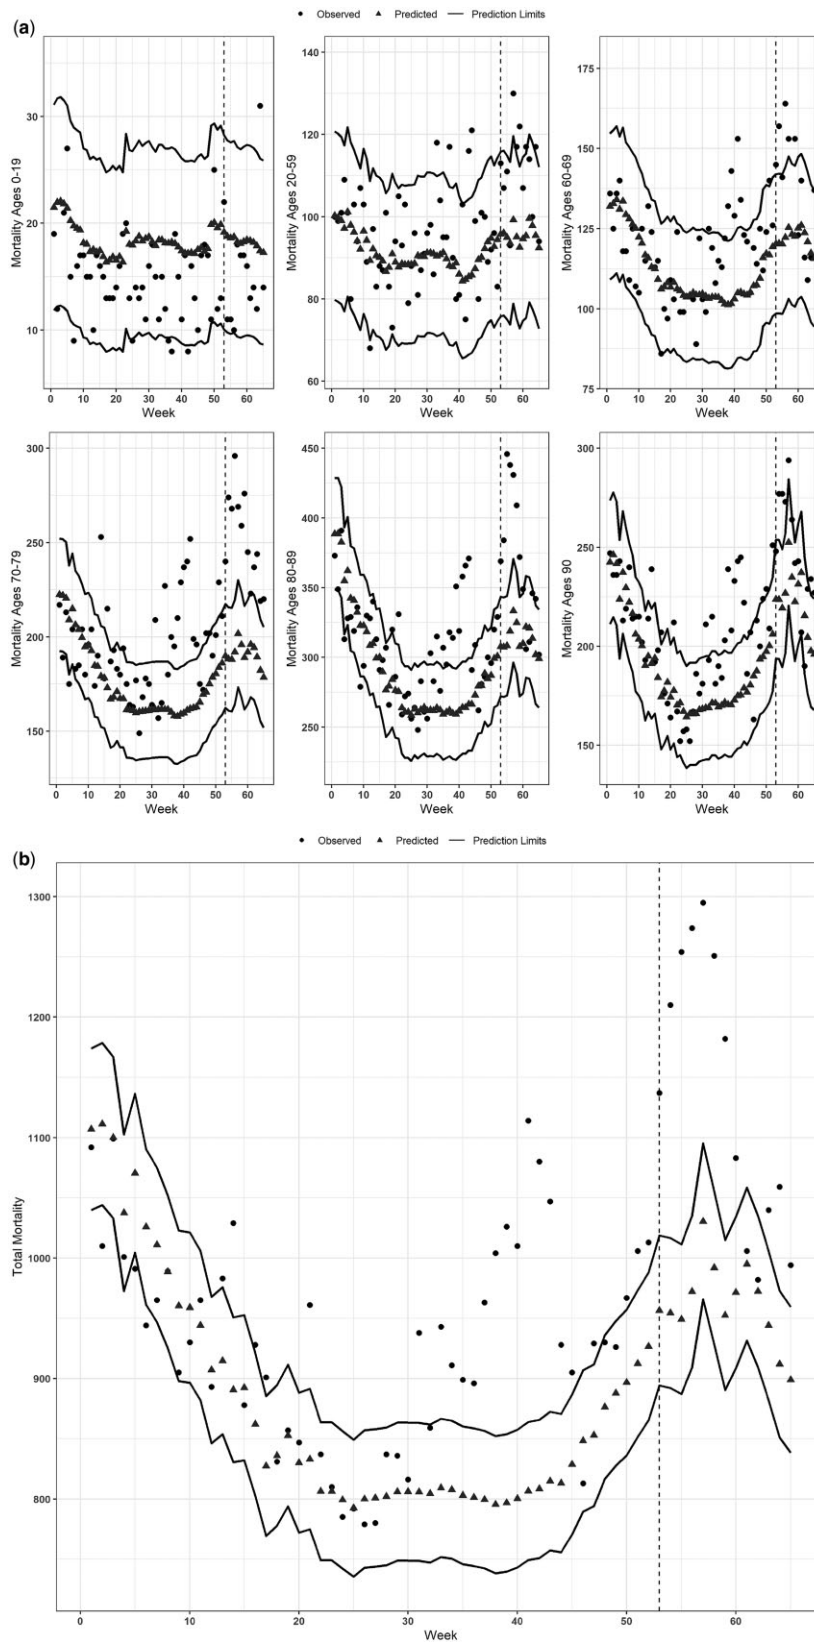 Observed Predicted Prediction Limits
(a)
Mortality Ages 0-19
30
20
10
0 10 20 30 40 50 60
Week
Mortality Ages 20-59
140
120
100
80
60
0 10 20 30 40 50 60
Week
Mortality Ages 60-69
175
150
125
100
75
0 10 20 30 40 50 60
Week
Mortality Ages 70-79
300
250
200
150
0 10 20 30 40 50 60
Week
Mortality Ages 80-89
450
400
350
300
250
0 10 20 30 40 50 60
Week
Mortality Ages 90
300
250
200
150
0 10 20 30 40 50 60
Week
Observed Predicted Prediction Limits
(b)
Total Mortality
1300
1200
1100
1000
900
800
0 10 20 30 40 50 60
Week